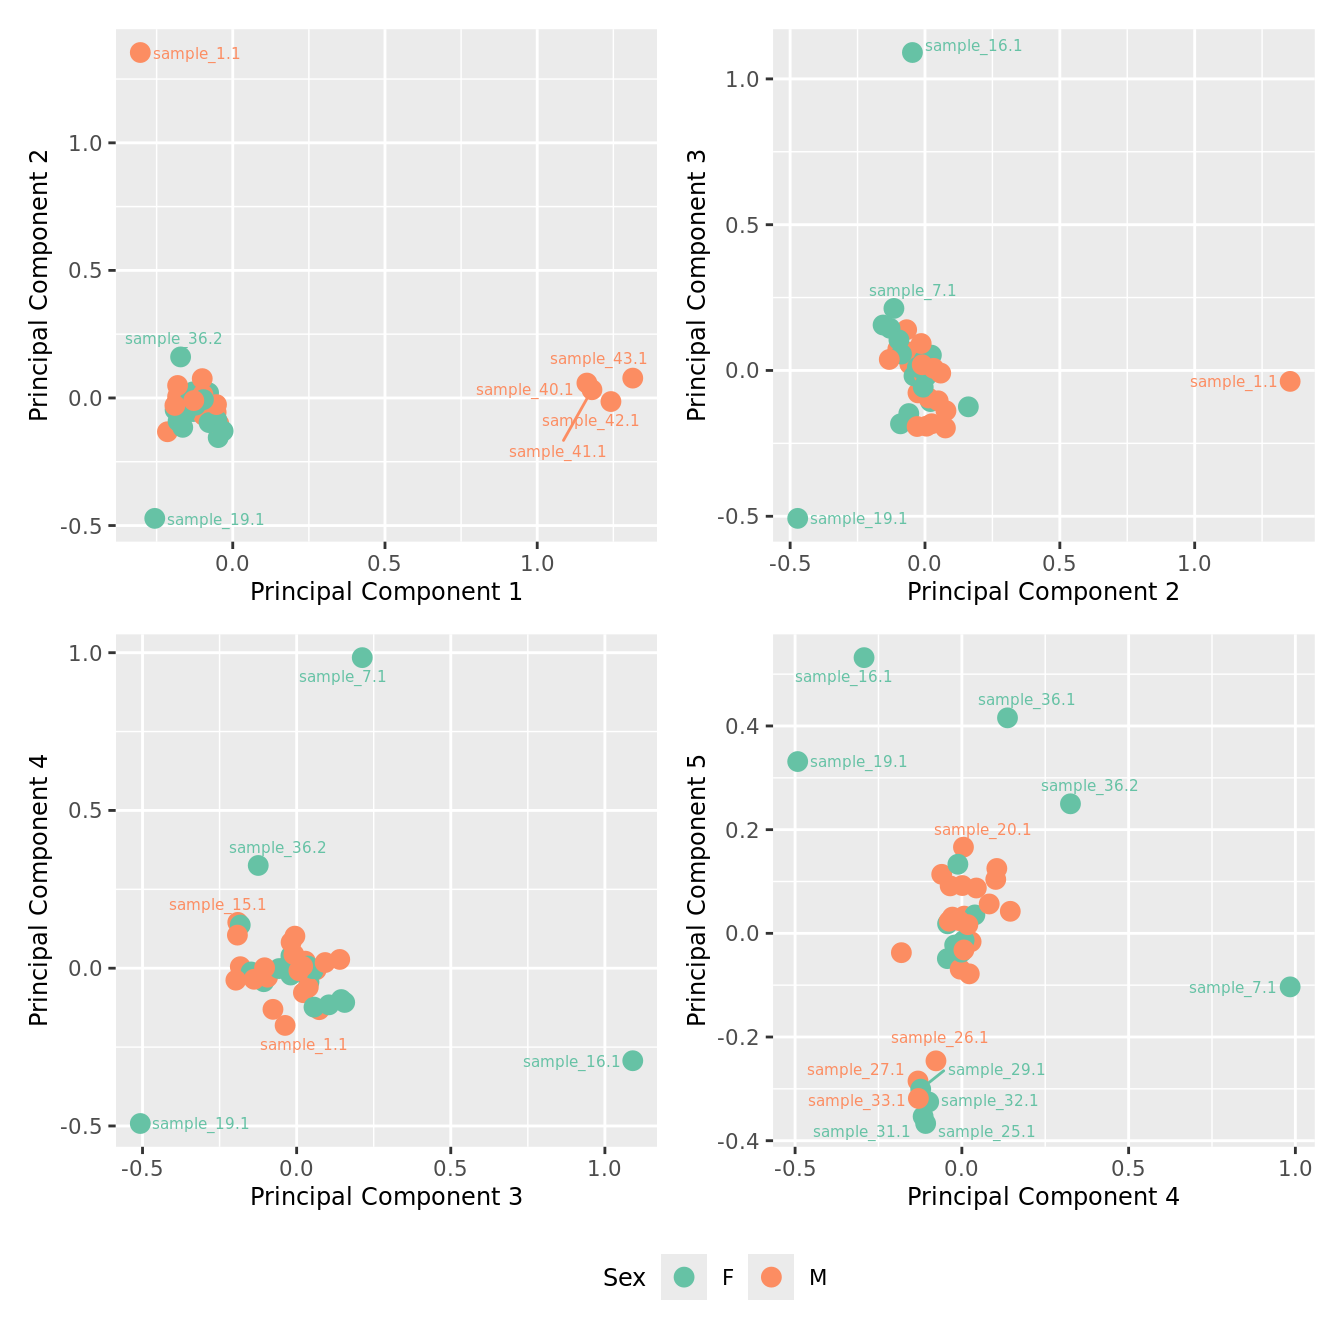 sample_1.1
1.0
0.5
sample_36.2
sample_43.1
sample_40.1
0.0
sample_42.1
sample_41.1
sample_19.1
-0.5
0.0
0.5
1.0
Principal Component 1
Principal Component 2
sample_16.1
1.0
0.5
sample_7.1
0.0
sample_1.1
sample_19.1
-0.5
-0.5
0.0
0.5
1.0
Principal Component 2
Principal Component 3
1.0
sample_7.1
0.5
sample_36.2
sample_15.1
0.0
sample_1.1
sample_16.1
sample_19.1
-0.5
-0.5
0.0
0.5
1.0
Principal Component 3
Principal Component 4
sample_16.1
sample_36.1
0.4
sample_19.1
sample_36.2
0.2
sample_20.1
0.0
sample_7.1
-0.2
sample_26.1
sample_27.1
sample_29.1
sample_33.1
sample_32.1
sample_31.1
sample_25.1
-0.4
-0.5
0.0
0.5
1.0
Principal Component 4
Principal Component 5
Sex F M